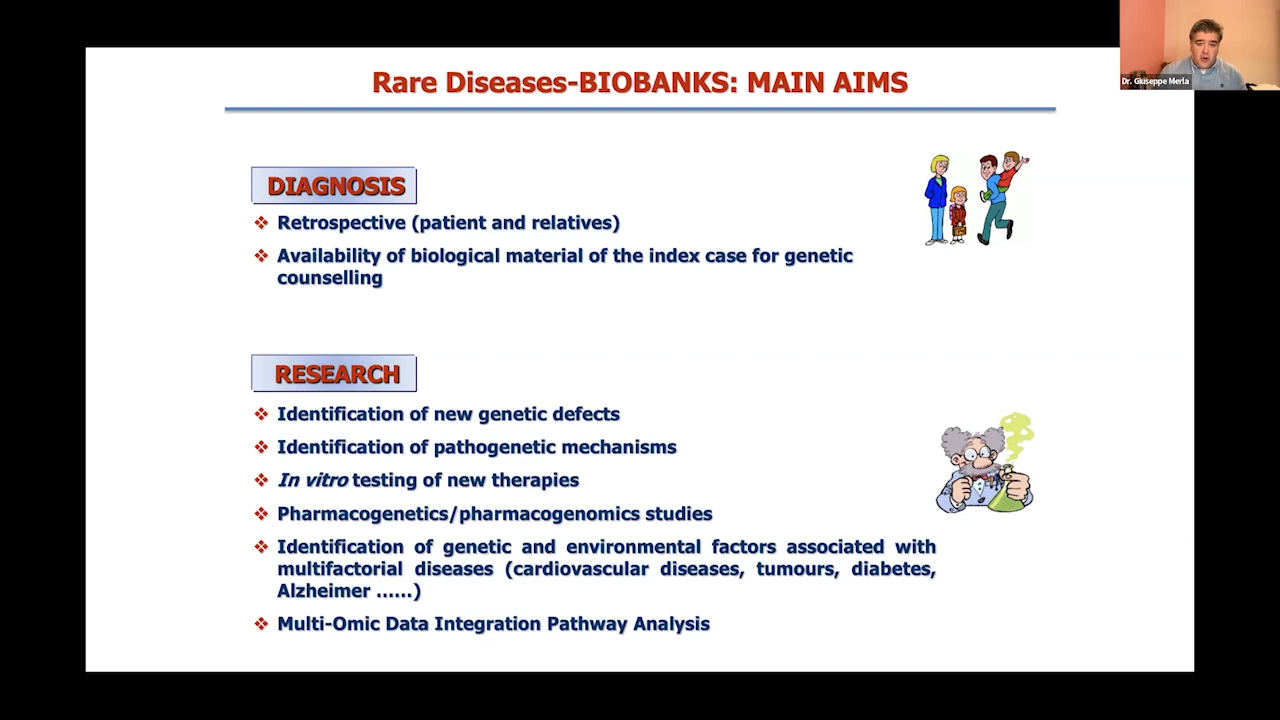 Rare Diseases-BIOBANKS: MAIN AIMS
Dr. Giuseppe Merla
DIAGNOSIS
❖ Retrospective (patient and relatives)
❖ Availability of biological material of the index case for genetic
counselling
RESEARCH
❖ Identification of new genetic defects
❖ Identification of pathogenetic mechanisms
❖ In vitro testing of new therapies
❖ Pharmacogenetics/pharmacogenomics studies
❖ Identification of genetic and environmental factors associated with
multifactorial diseases (cardiovascular diseases, tumours, diabetes,
Alzheimer ......)
❖ Multi-Omic Data Integration Pathway Analysis